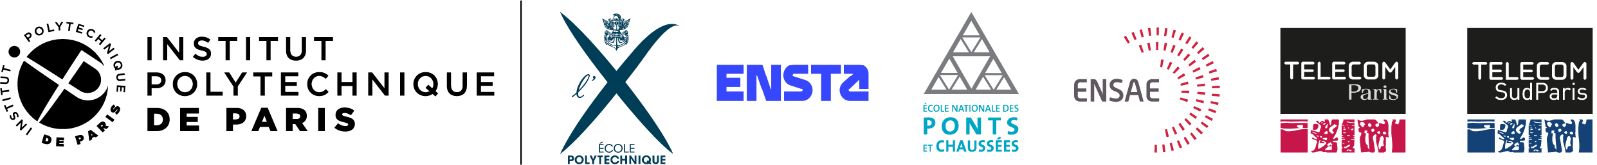 INSTITUT POLYTECHNIQUE DE PARIS
INSTITUT
POLYTECHNIQUE
DE PARIS
l'X
ÉCOLE
POLYTECHNIQUE
ENSTA
ÉCOLE NATIONALE DES
PONTS
ET CHAUSSÉES
ENSAE
TELECOM
Paris
TELECOM
SudParis